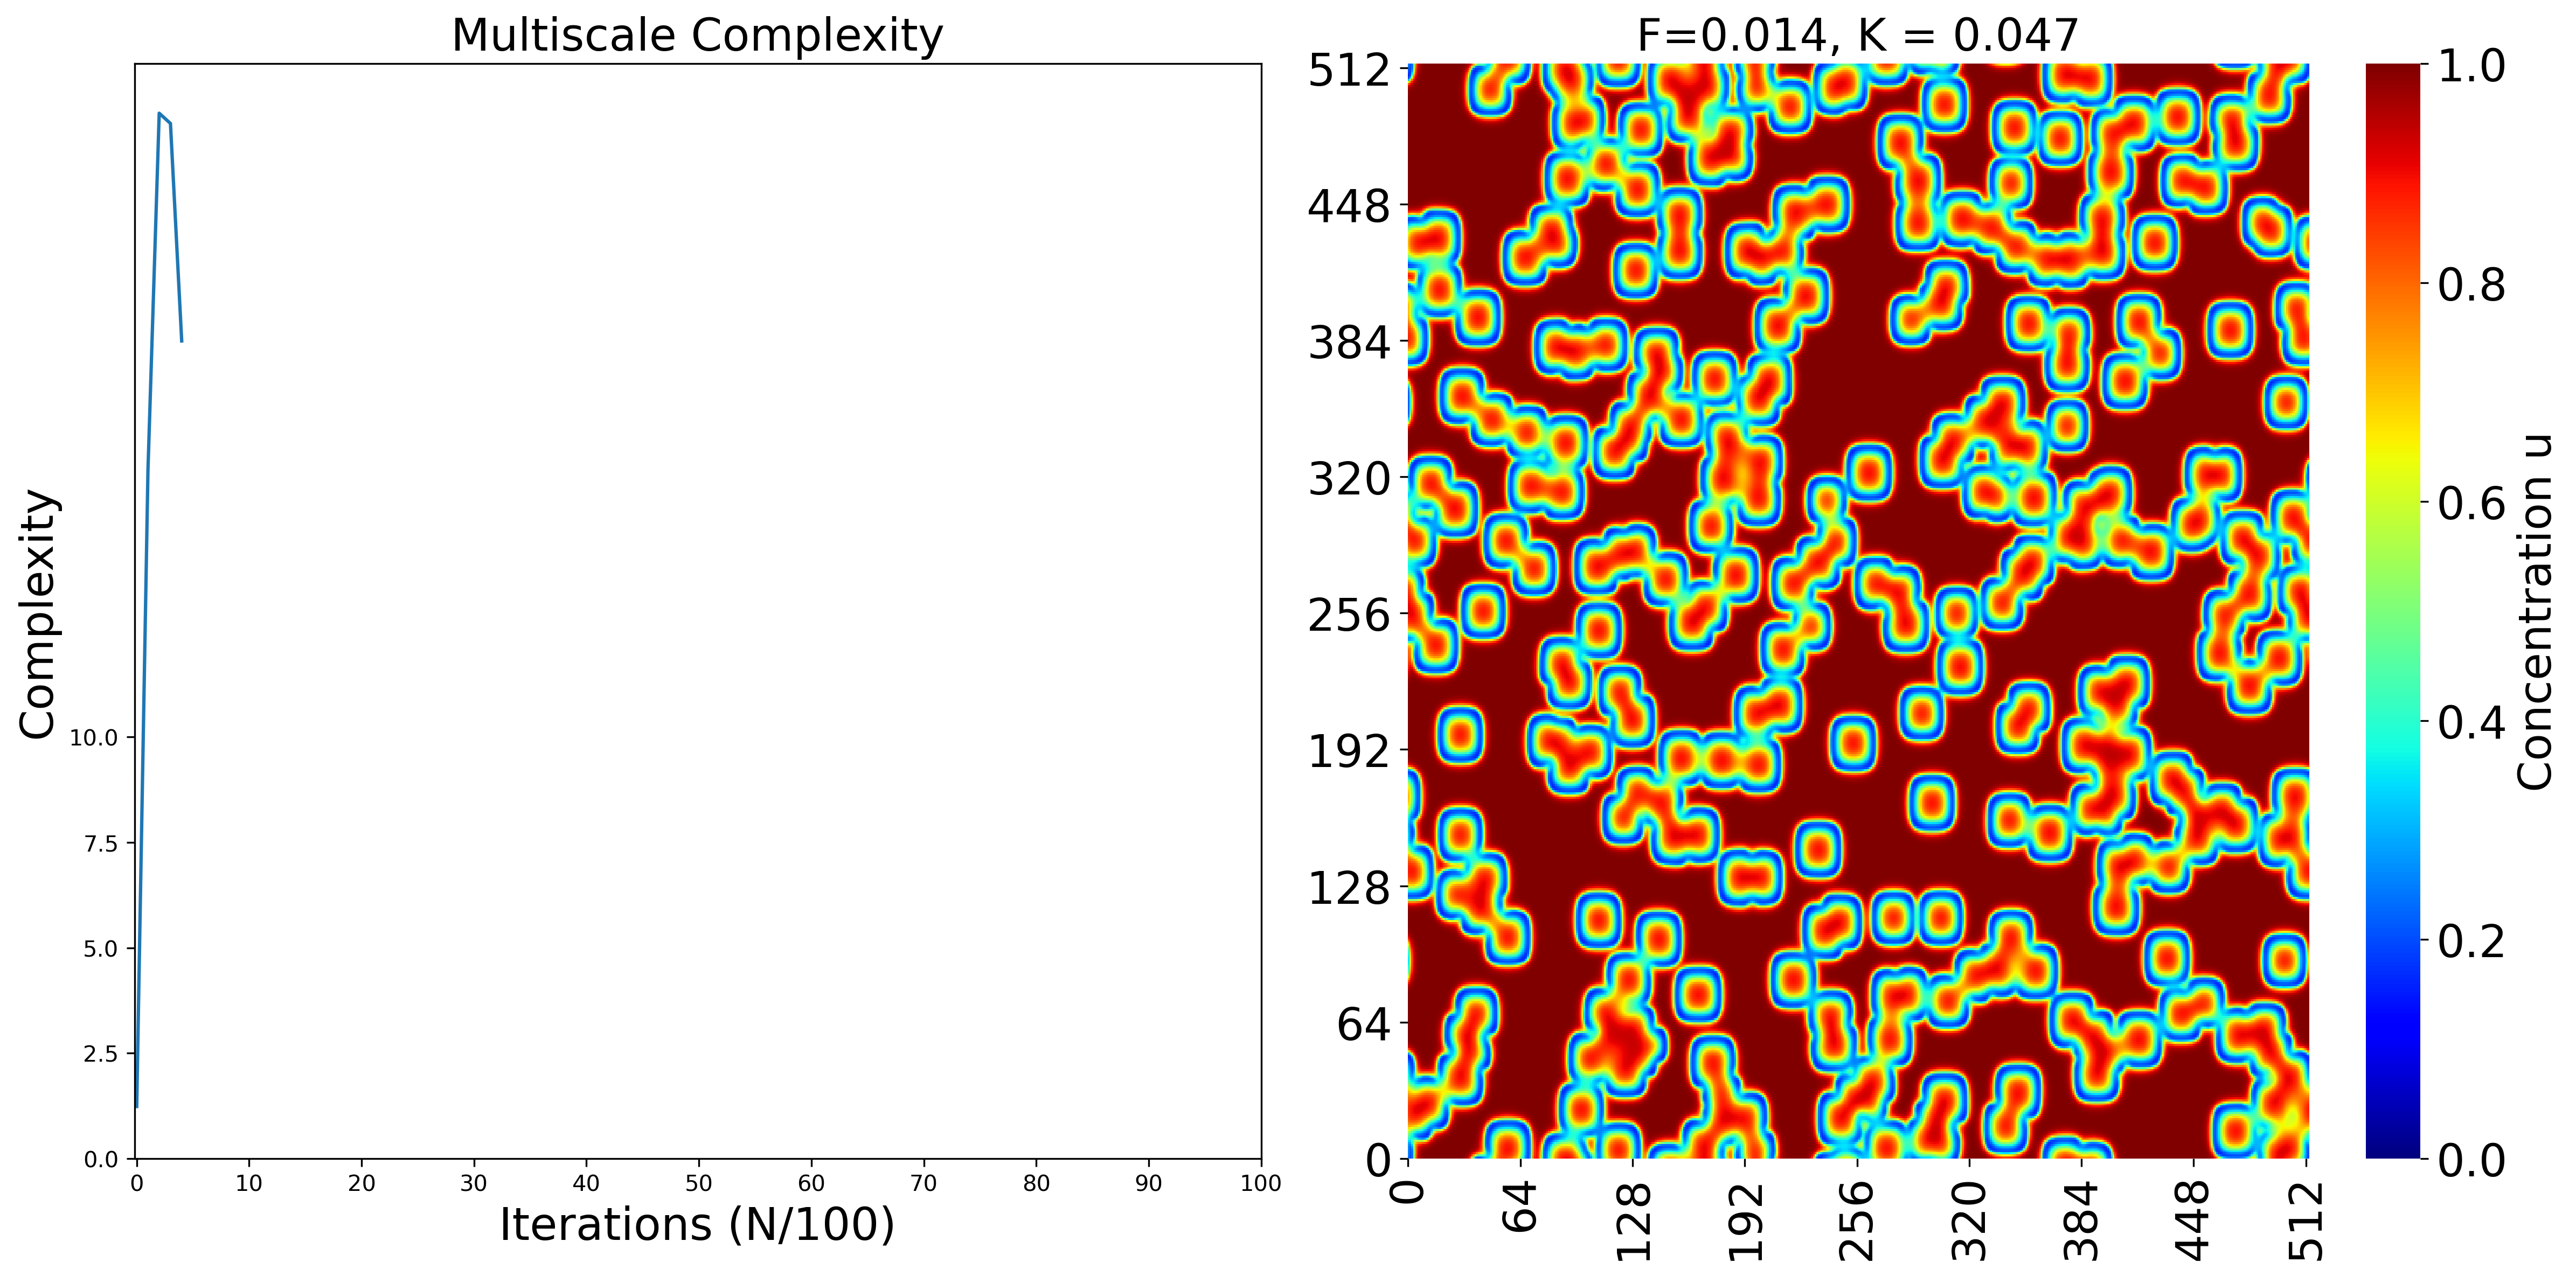 Multiscale Complexity
Complexity
10.0
7.5
5.0
2.5
0.0
0 10 20 30 40 50 60 70 80 90 100
Iterations (N/100)
F=0.014, K = 0.047
512
448
384
320
256
192
128
64
0
0 64 128 192 256 320 384 448 512
1.0
0.8
0.6
0.4
0.2
0.0
Concentration u